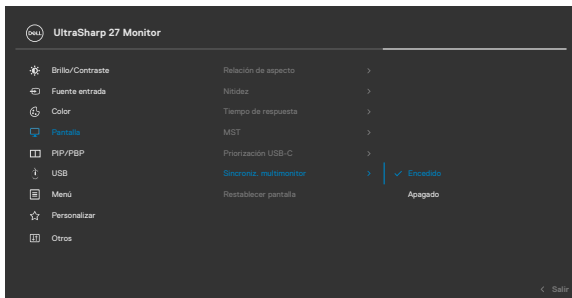 DELL UltraSharp 27 Monitor
Brillo/Contraste
Fuente entrada
Color
Pantalla
PIP/PBP
USB
Menú
Personalizar
Otros
Relación de aspecto
Nitidez
Tiempo de respuesta
MST
Priorización USB-C
Sincroniz. multimonitor
Restablecer pantalla
Encedido
Apagado
Salir